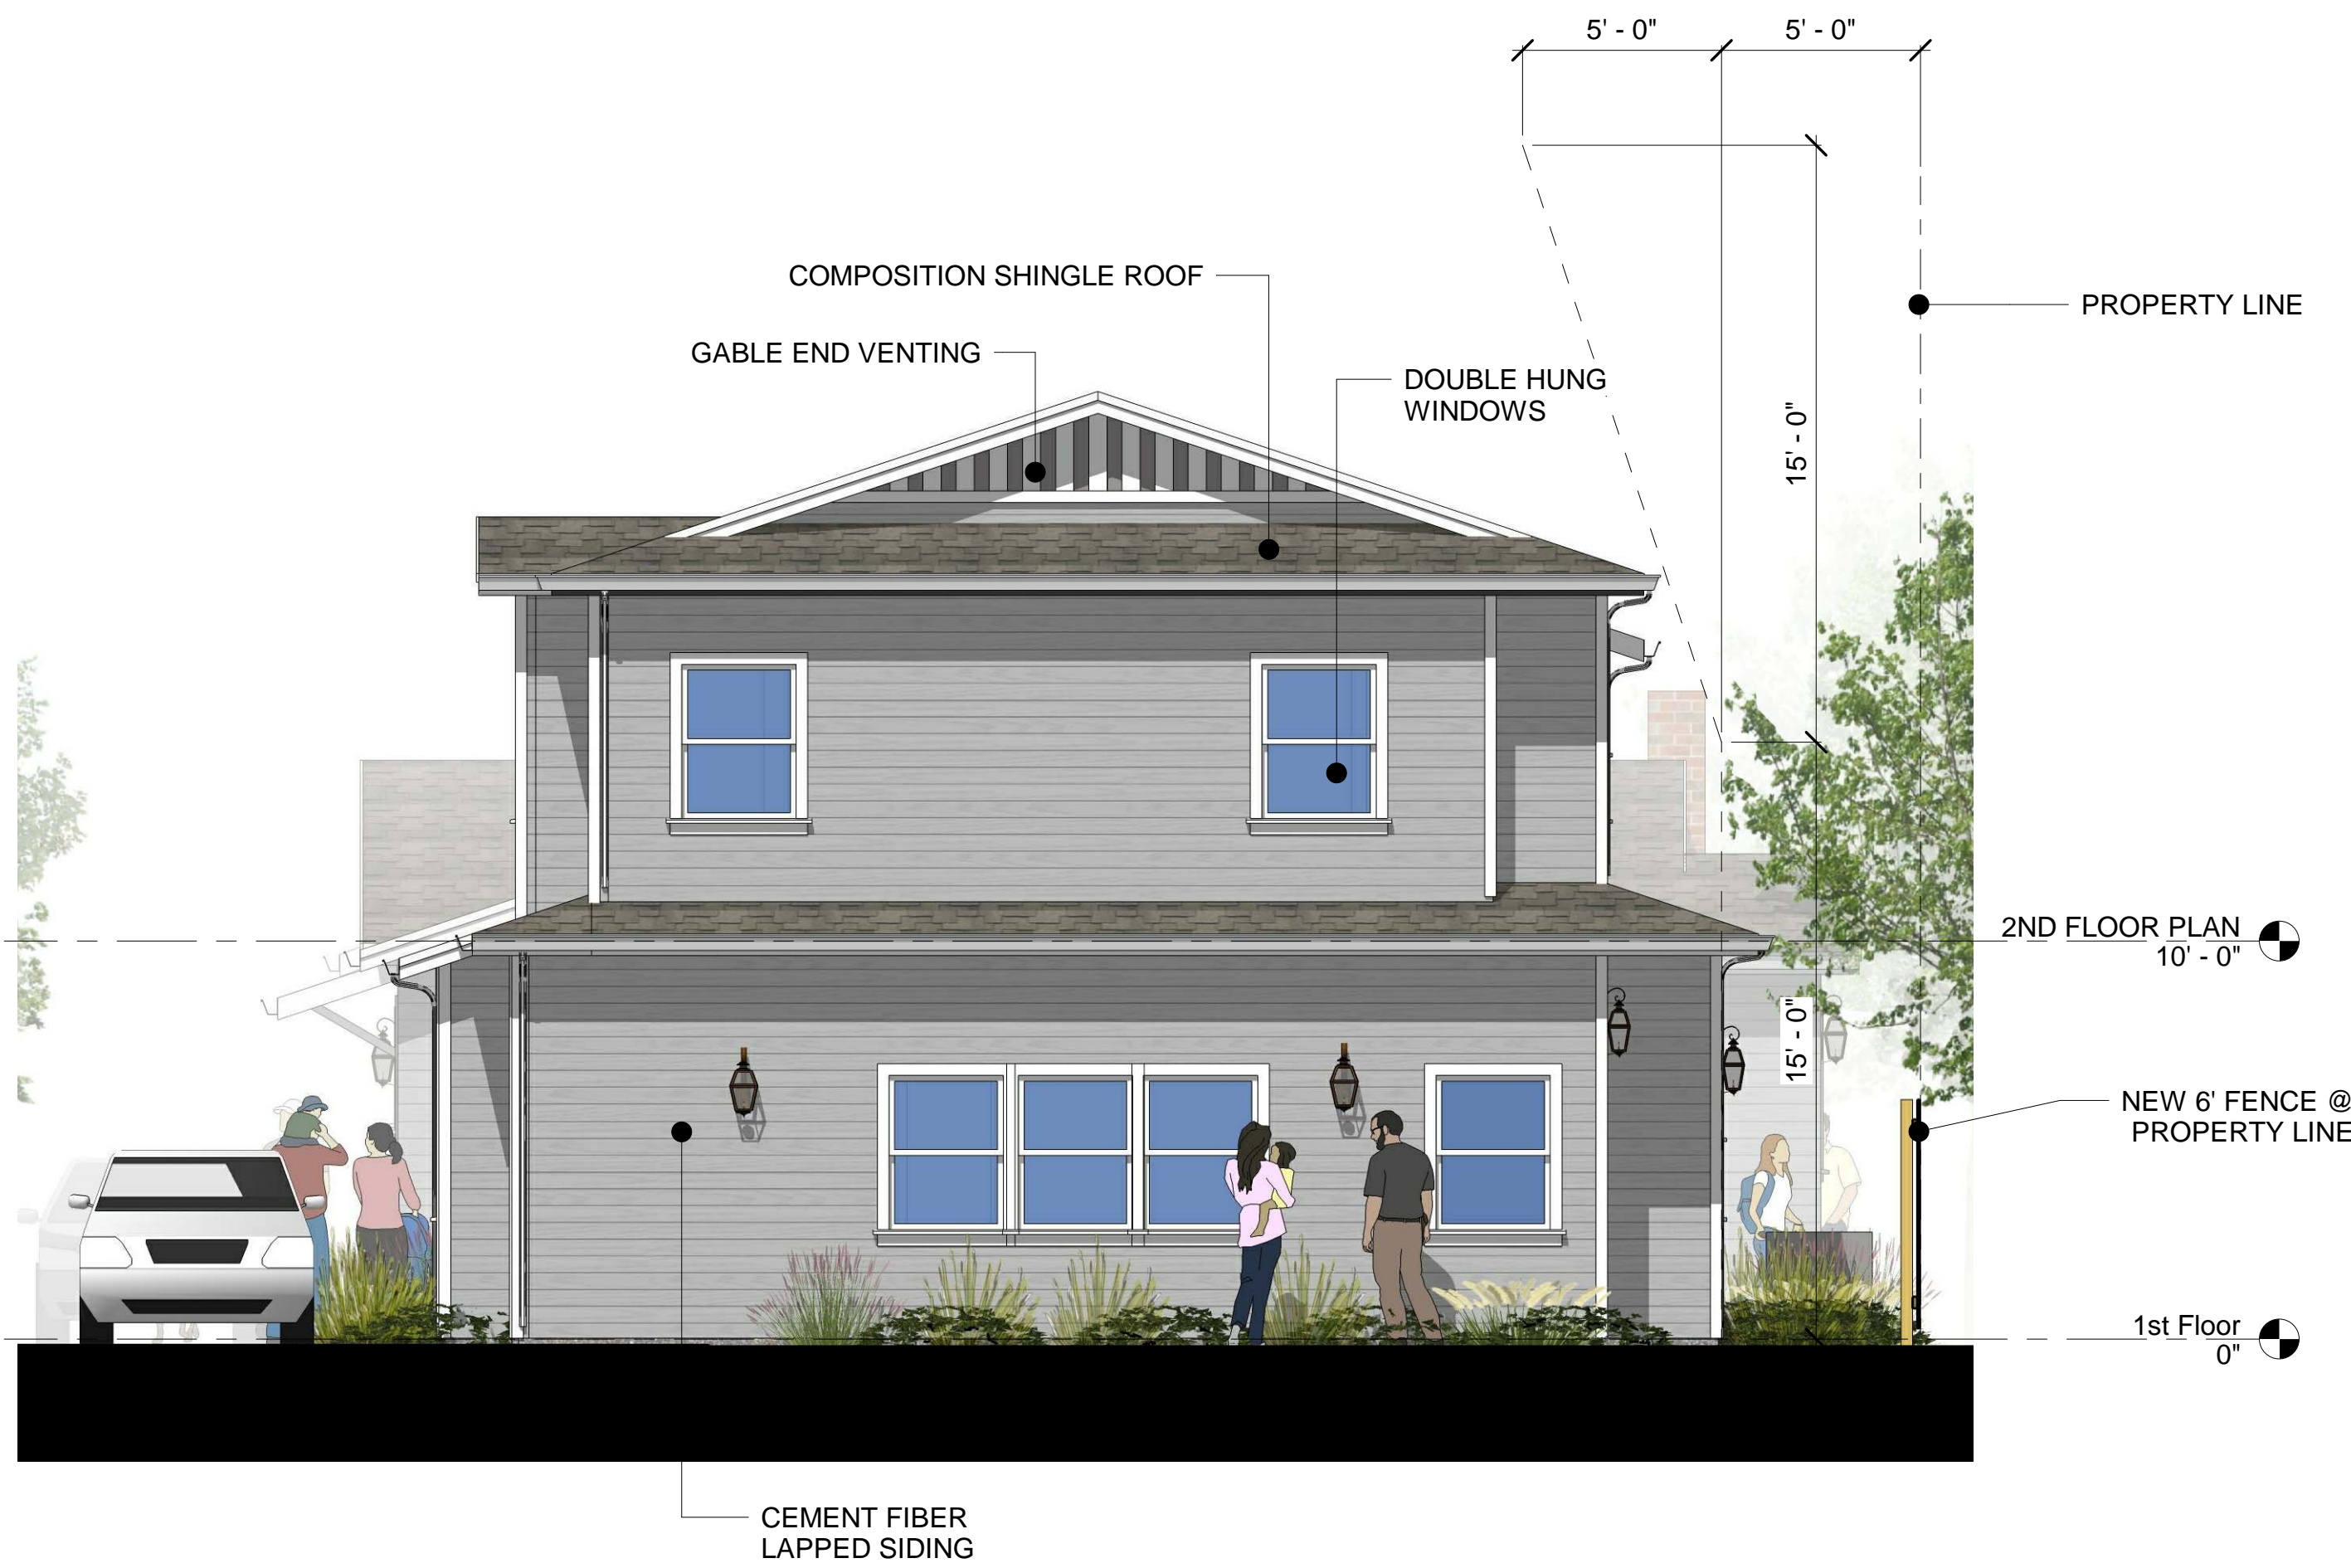 5' - 0"
5' - 0"
COMPOSITION SHINGLE ROOF
PROPERTY LINE
GABLE END VENTING
DOUBLE HUNG
WINDOWS
15' - 0"
2ND FLOOR PLAN
10' - 0"
15' - 0"
NEW 6' FENCE @
PROPERTY LINE
1st Floor
0"
CEMENT FIBER
LAPPED SIDING